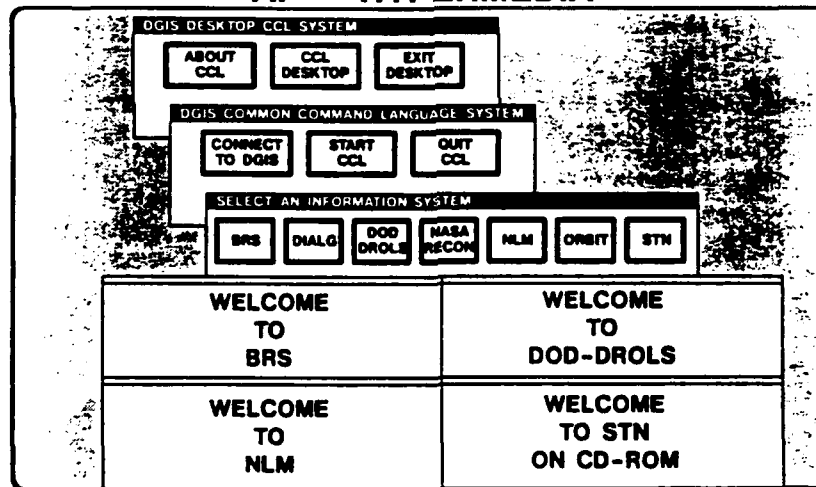 DGIS DESKTOP CCL SYSTEM
ABOUT
CCL
CCL
DESKTOP
EXIT
DESKTOP
DGIS COMMON COMMAND LANGUAGE SYSTEM
CONNECT
TO DGIS
START
CCL
QUIT
CCL
SELECT AN INFORMATION SYSTEM
BRS
DIALG
DOD
DROLS
NASA
RECON
NLM
ORBIT
STN
WELCOME
TO
BRS
WELCOME
TO
DOD-DROLS
WELCOME
TO
NLM
WELCOME
TO STN
ON CD-ROM